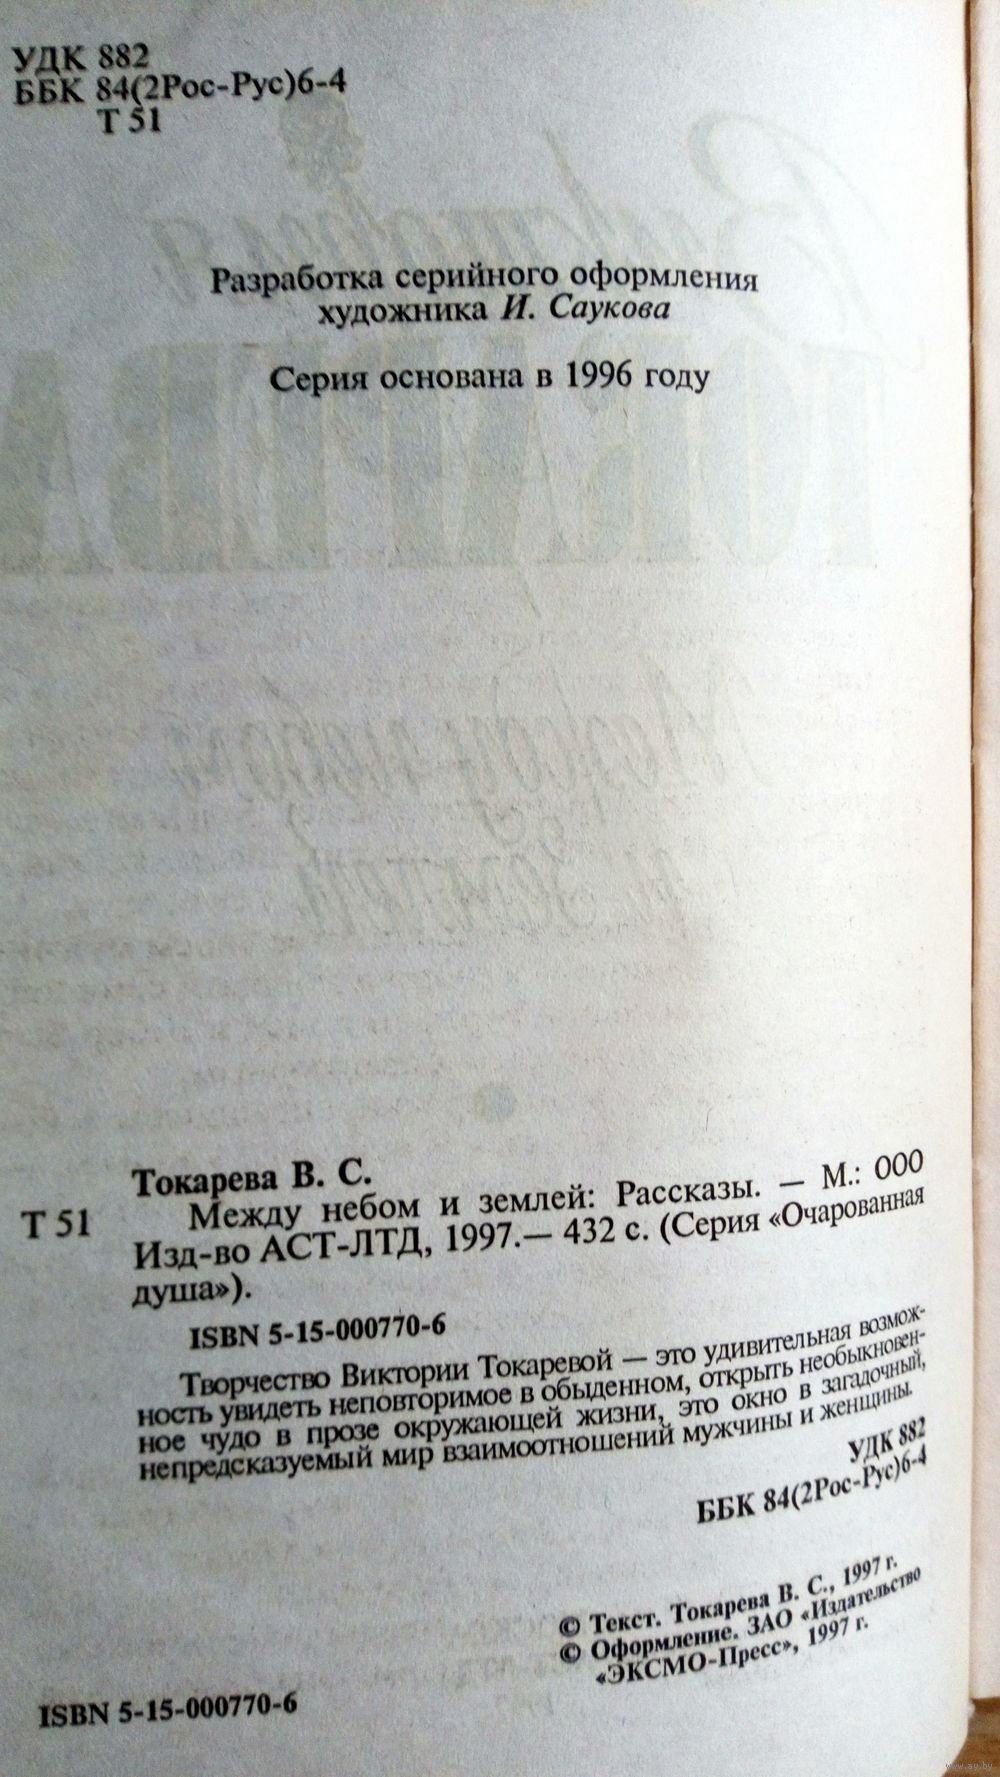 УДК 882
ББК 84(2Рос-Рус)6-4
Т 51
Разработка серийного оформления
художника И. Саукова
Серия основана в 1996 году
Токарева В. С.
Т 51 Между небом и землей: Рассказы. — М.: ООО
Изд-во АСТ-ЛТД, 1997.— 432 с. (Серия «Очарованная
душа»).
ISBN 5-15-000770-6
Творчество Виктории Токаревой — это удивительная возмож-
ность увидеть неповторимое в обыденном, открыть необыкновен-
ное чудо в прозе окружающей жизни, это окно в загадочный,
непредсказуемый мир взаимоотношений мужчины и женщины.
УДК 882
ББК 84(2Рос-Рус)6-4
© Текст. Токарева В. С., 1997 г.
© Оформление. ЗАО «Издательство
«ЭКСМО-Пресс», 1997 г.
ISBN 5-15-000770-6
www.ay.by